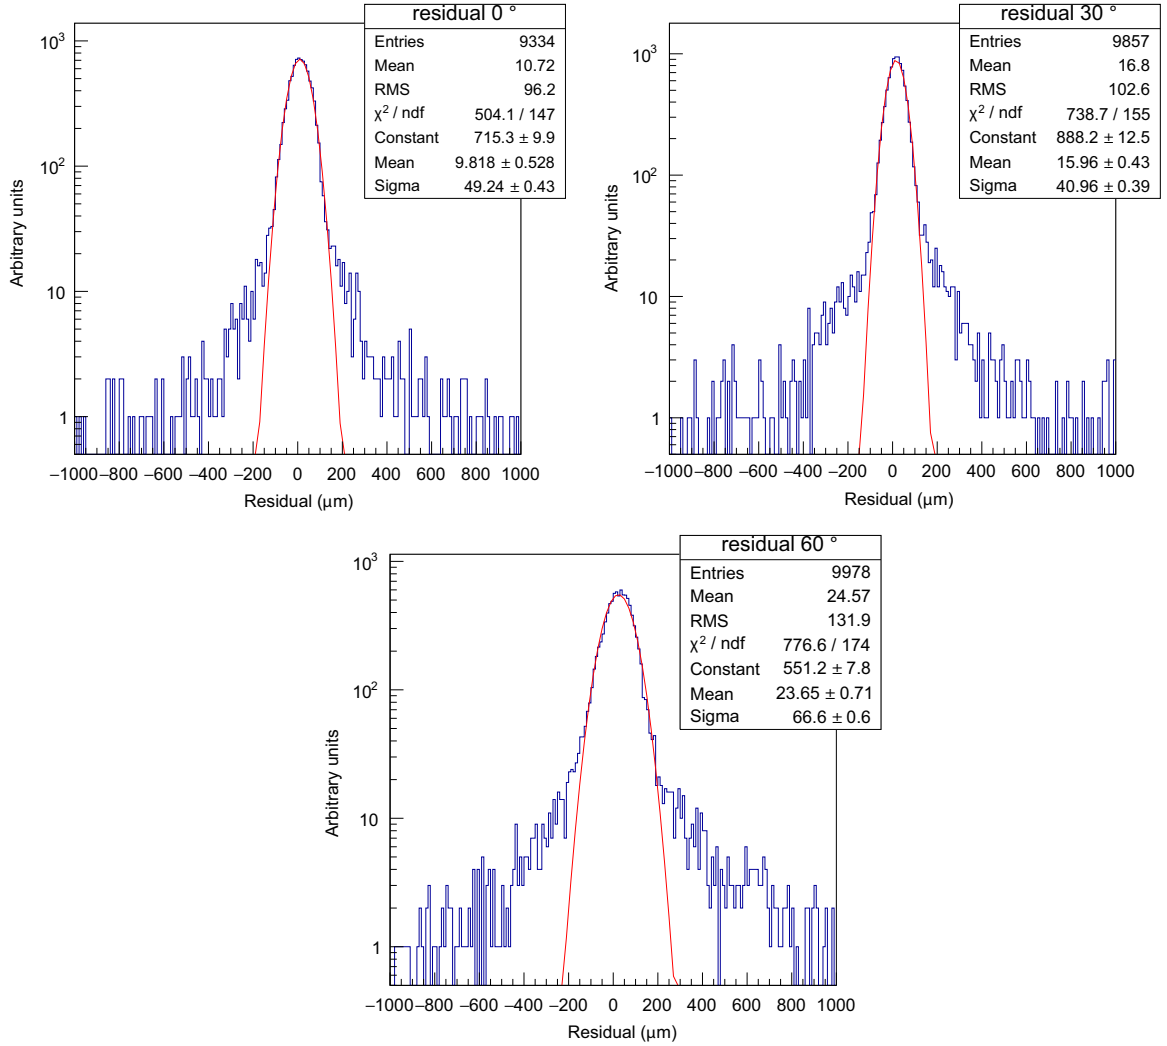 residual 0 °
Entries 9334
Mean 10.72
RMS 96.2
χ² / ndf 504.1 / 147
Constant 715.3 ± 9.9
Mean 9.818 ± 0.528
Sigma 49.24 ± 0.43
10³
10²
10
1
Arbitrary units
−1000 −800 −600 −400 −200 0 200 400 600 800 1000
Residual (μm)
residual 30 °
Entries 9857
Mean 16.8
RMS 102.6
χ² / ndf 738.7 / 155
Constant 888.2 ± 12.5
Mean 15.96 ± 0.43
Sigma 40.96 ± 0.39
10³
10²
10
1
Arbitrary units
−1000 −800 −600 −400 −200 0 200 400 600 800 1000
Residual (μm)
residual 60 °
Entries 9978
Mean 24.57
RMS 131.9
χ² / ndf 776.6 / 174
Constant 551.2 ± 7.8
Mean 23.65 ± 0.71
Sigma 66.6 ± 0.6
10³
10²
10
1
Arbitrary units
−1000 −800 −600 −400 −200 0 200 400 600 800 1000
Residual (μm)